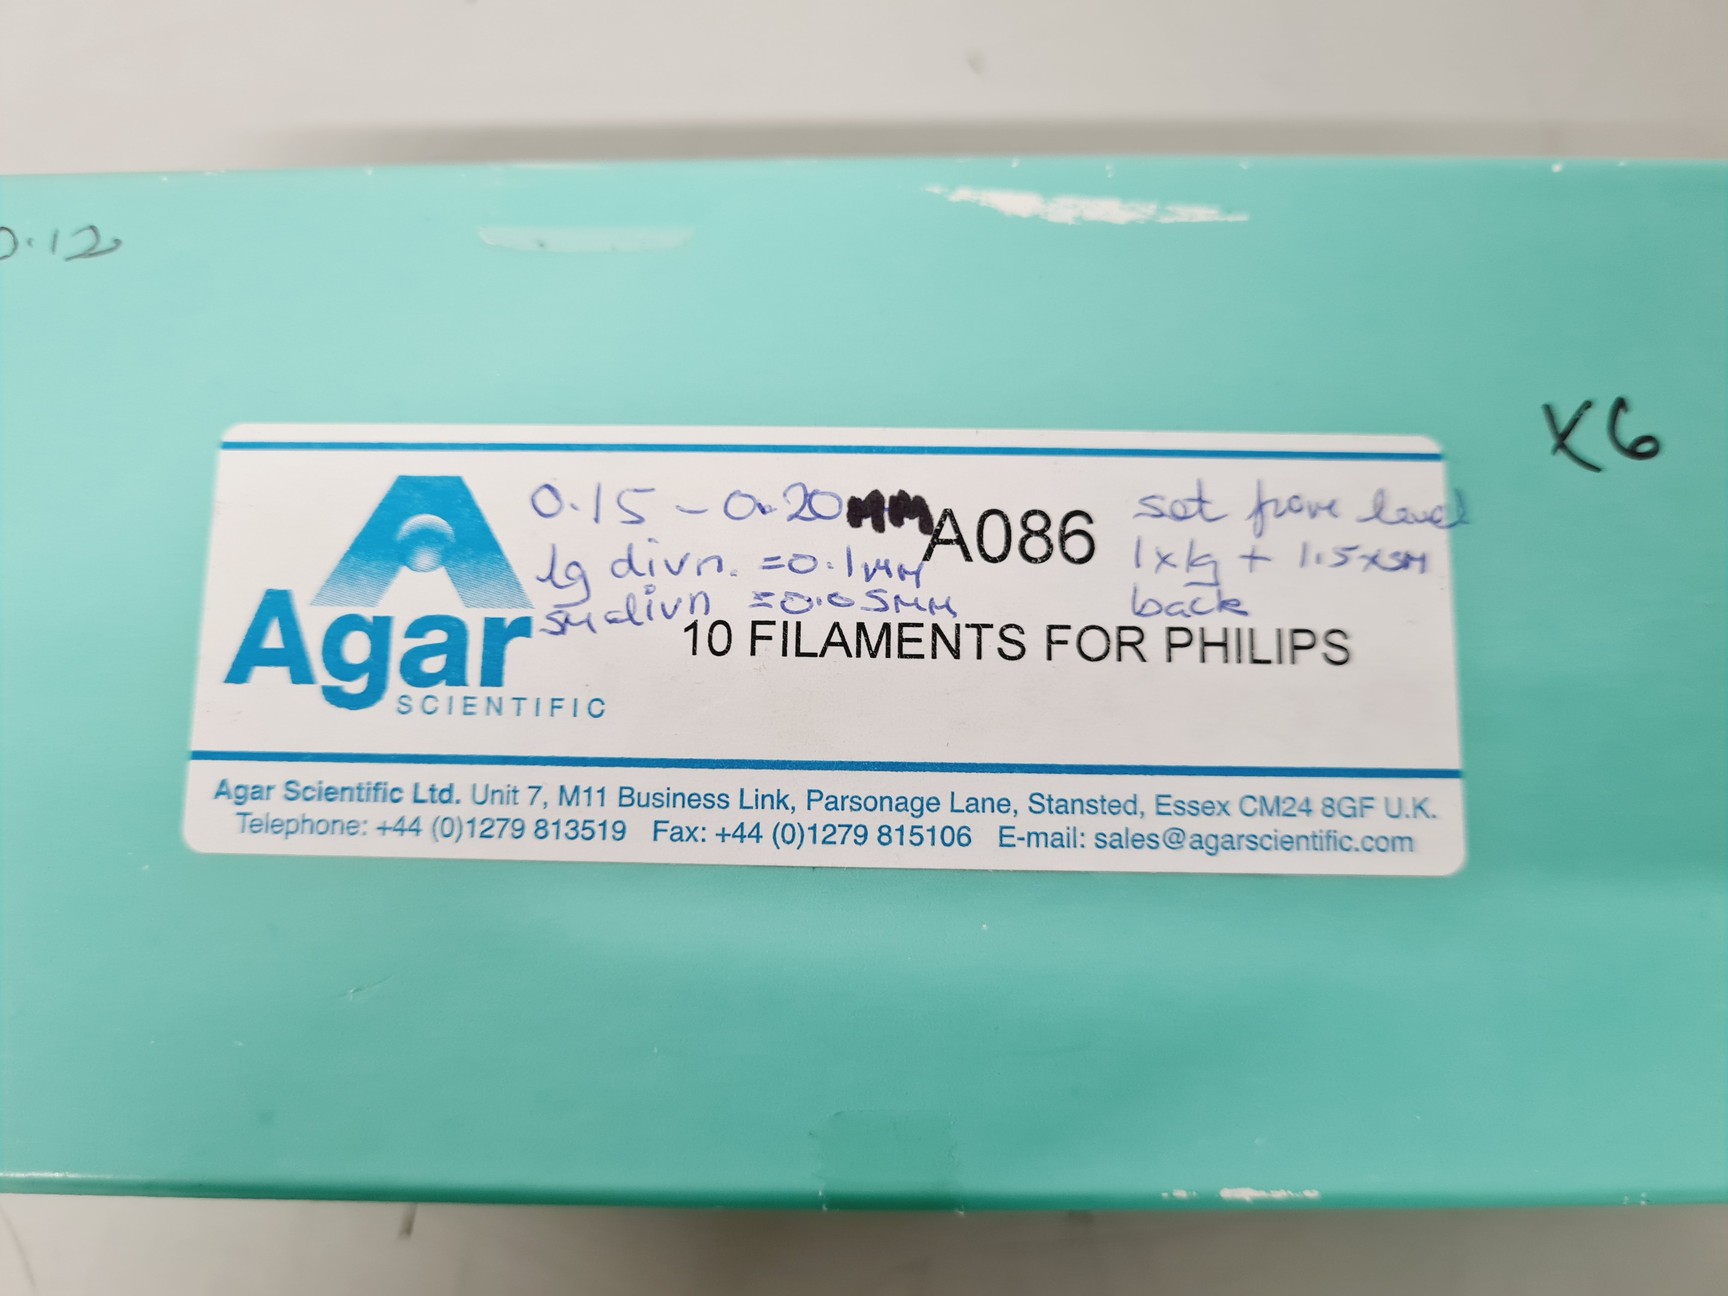 0.12
X6
0.15 - 0.20MM
lg divn. = 0.1MM
SM divn = 0.05MM
A086
set from level
1xlg + 1.5xSM
back
10 FILAMENTS FOR PHILIPS
Agar
SCIENTIFIC
Agar Scientific Ltd. Unit 7, M11 Business Link, Parsonage Lane, Stansted, Essex CM24 8GF U.K.
Telephone: +44 (0)1279 813519 Fax: +44 (0)1279 815106 E-mail: sales@agarscientific.com